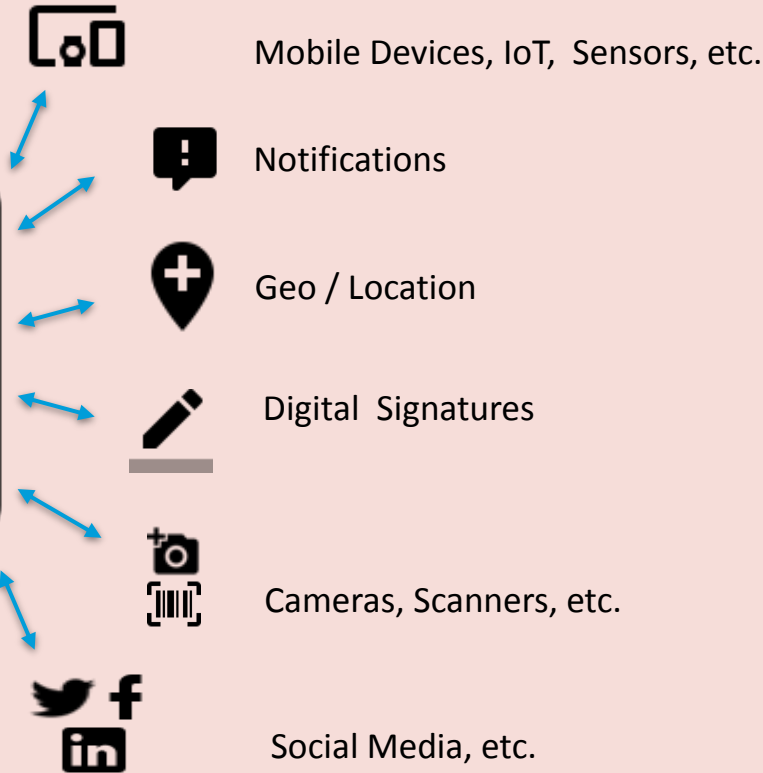 Mobile Devices, IoT, Sensors, etc.
Notifications
Geo / Location
Digital Signatures
Cameras, Scanners, etc.
Social Media, etc.